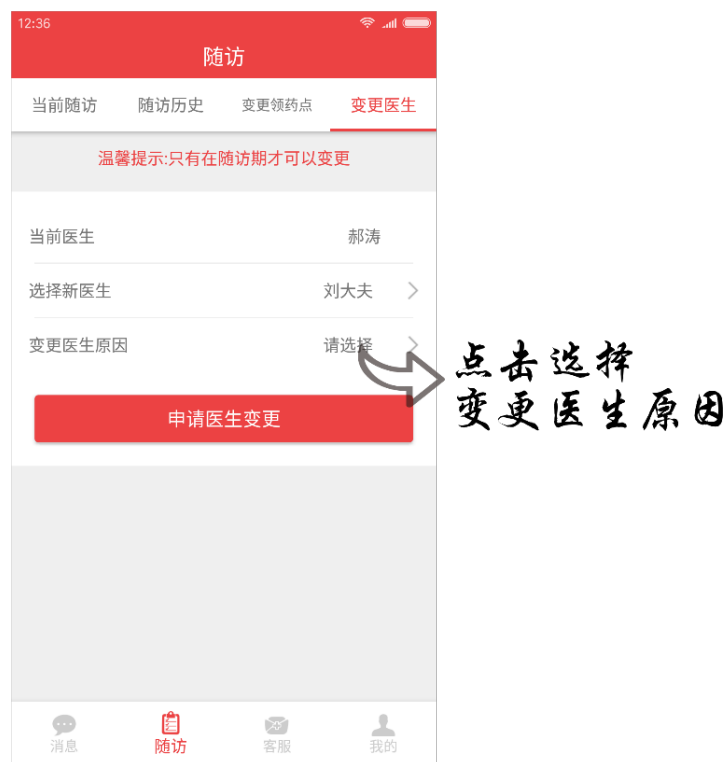 12:36
随访
当前随访 随访历史 变更领药点 变更医生
温馨提示:只有在随访期才可以变更
当前医生 郝涛
选择新医生 刘大夫
变更医生原因 请选择
点击选择
变更医生原因
申请医生变更
消息 随访 客服 我的